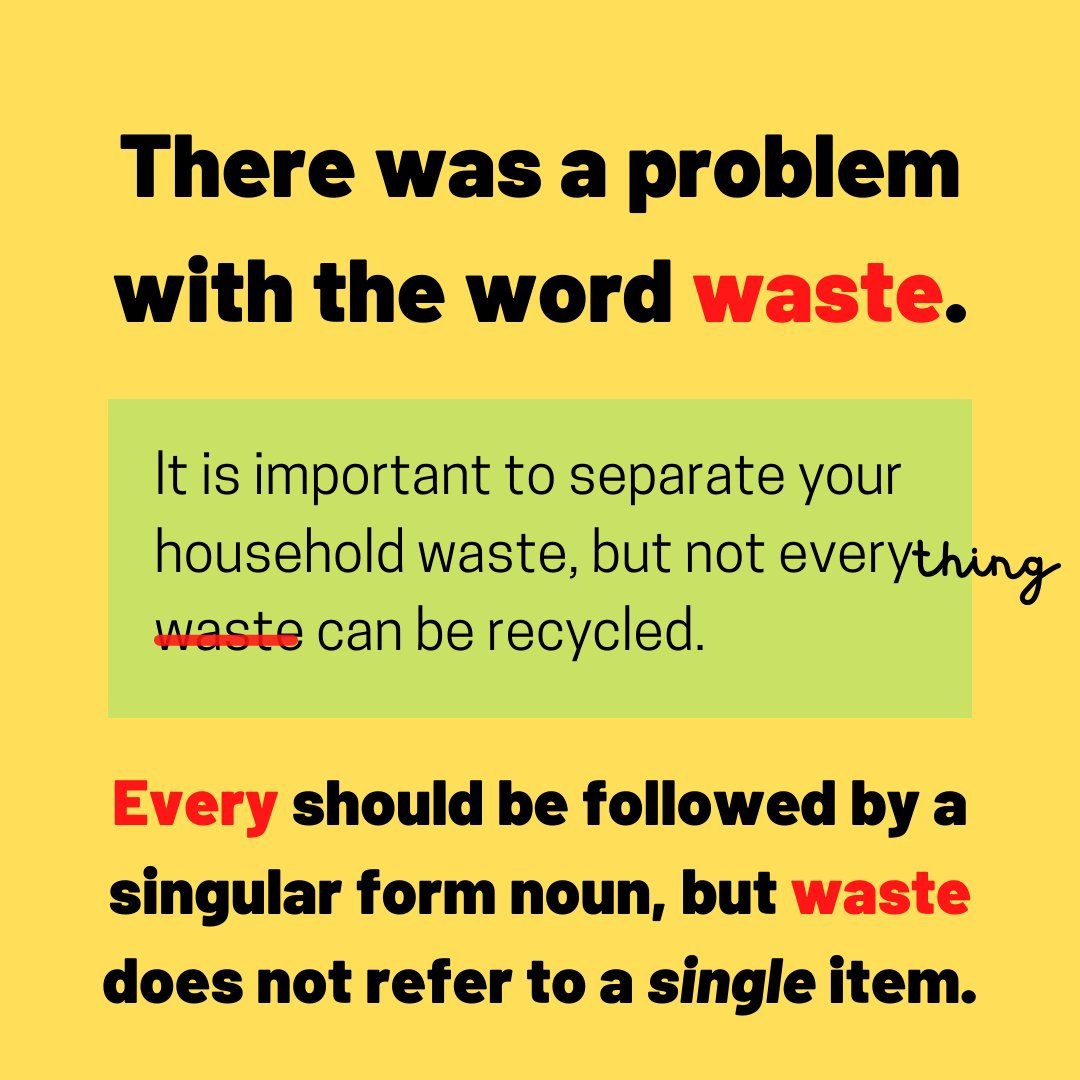 There was a problem
with the word waste.
It is important to separate your
household waste, but not everything
waste can be recycled.
Every should be followed by a
singular form noun, but waste
does not refer to a single item.